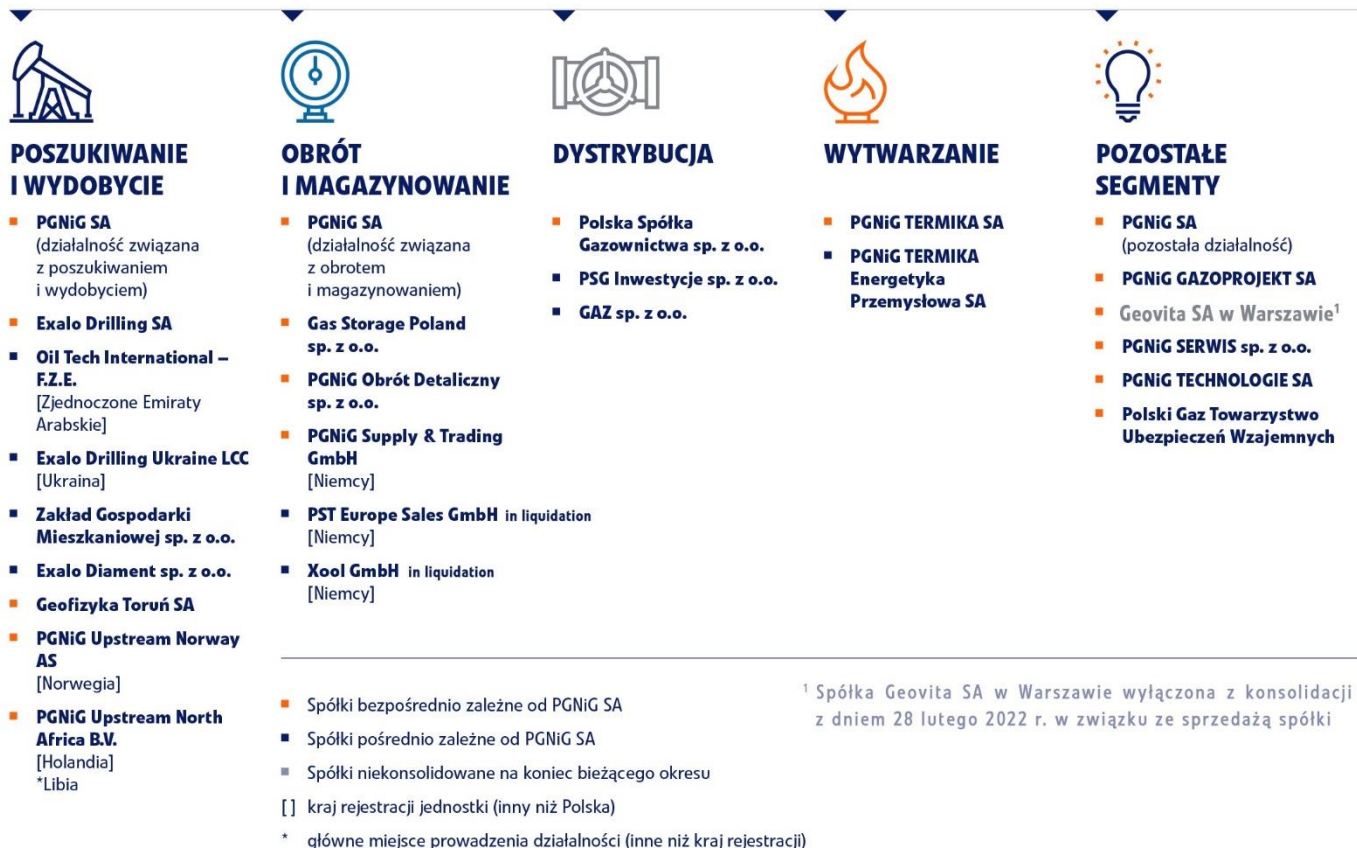 POSZUKIWANIE
I WYDOBYCIE
■ PGNiG SA
(działalność związana
z poszukiwaniem
i wydobyciem)
■ Exalo Drilling SA
■ Oil Tech International –
F.Z.E.
[Zjednoczone Emiraty
Arabskie]
■ Exalo Drilling Ukraine LCC
[Ukraina]
■ Zakład Gospodarki
Mieszkaniowej sp. z o.o.
■ Exalo Diament sp. z o.o.
■ Geofizyka Toruń SA
■ PGNiG Upstream Norway
AS
[Norwegia]
■ PGNiG Upstream North
Africa B.V.
[Holandia]
*Libia
OBRÓT
I MAGAZYNOWANIE
■ PGNiG SA
(działalność związana
z obrotem
i magazynowaniem)
■ Gas Storage Poland
sp. z o.o.
■ PGNiG Obrót Detaliczny
sp. z o.o.
■ PGNiG Supply & Trading
GmbH
[Niemcy]
■ PST Europe Sales GmbH in liquidation
[Niemcy]
■ Xool GmbH in liquidation
[Niemcy]
DYSTRYBUCJA
■ Polska Spółka
Gazownictwa sp. z o.o.
■ PSG Inwestycje sp. z o.o.
■ GAZ sp. z o.o.
WYTWARZANIE
■ PGNiG TERMIKA SA
■ PGNiG TERMIKA
Energetyka
Przemysłowa SA
POZOSTAŁE
SEGMENTY
■ PGNiG SA
(pozostała działalność)
■ PGNiG GAZOPROJEKT SA
■ Geovita SA w Warszawie¹
■ PGNiG SERWIS sp. z o.o.
■ PGNiG TECHNOLOGIE SA
■ Polski Gaz Towarzystwo
Ubezpieczeń Wzajemnych
■ Spółki bezpośrednio zależne od PGNiG SA
■ Spółki pośrednio zależne od PGNiG SA
■ Spółki niekonsolidowane na koniec bieżącego okresu
[ ] kraj rejestracji jednostki (inny niż Polska)
* główne miejsce prowadzenia działalności (inne niż kraj rejestracji)
¹ Spółka Geovita SA w Warszawie wyłączona z konsolidacji
z dniem 28 lutego 2022 r. w związku ze sprzedażą spółki